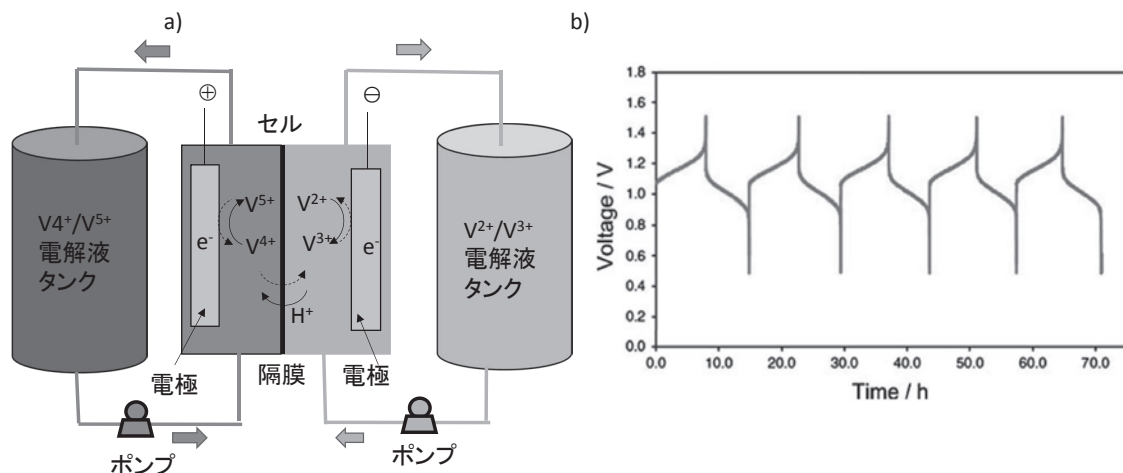 a)
⊕
⊖
セル
V4⁺/V⁵⁺
電解液
タンク
e⁻
V⁵⁺
V⁴⁺
V²⁺
V³⁺
H⁺
e⁻
V²⁺/V³⁺
電解液
タンク
電極
隔膜
電極
ポンプ
ポンプ
b)
Voltage / V
1.8
1.6
1.4
1.2
1.0
0.8
0.6
0.4
0.2
0.0
0.0 10.0 20.0 30.0 40.0 50.0 60.0 70.0
Time / h